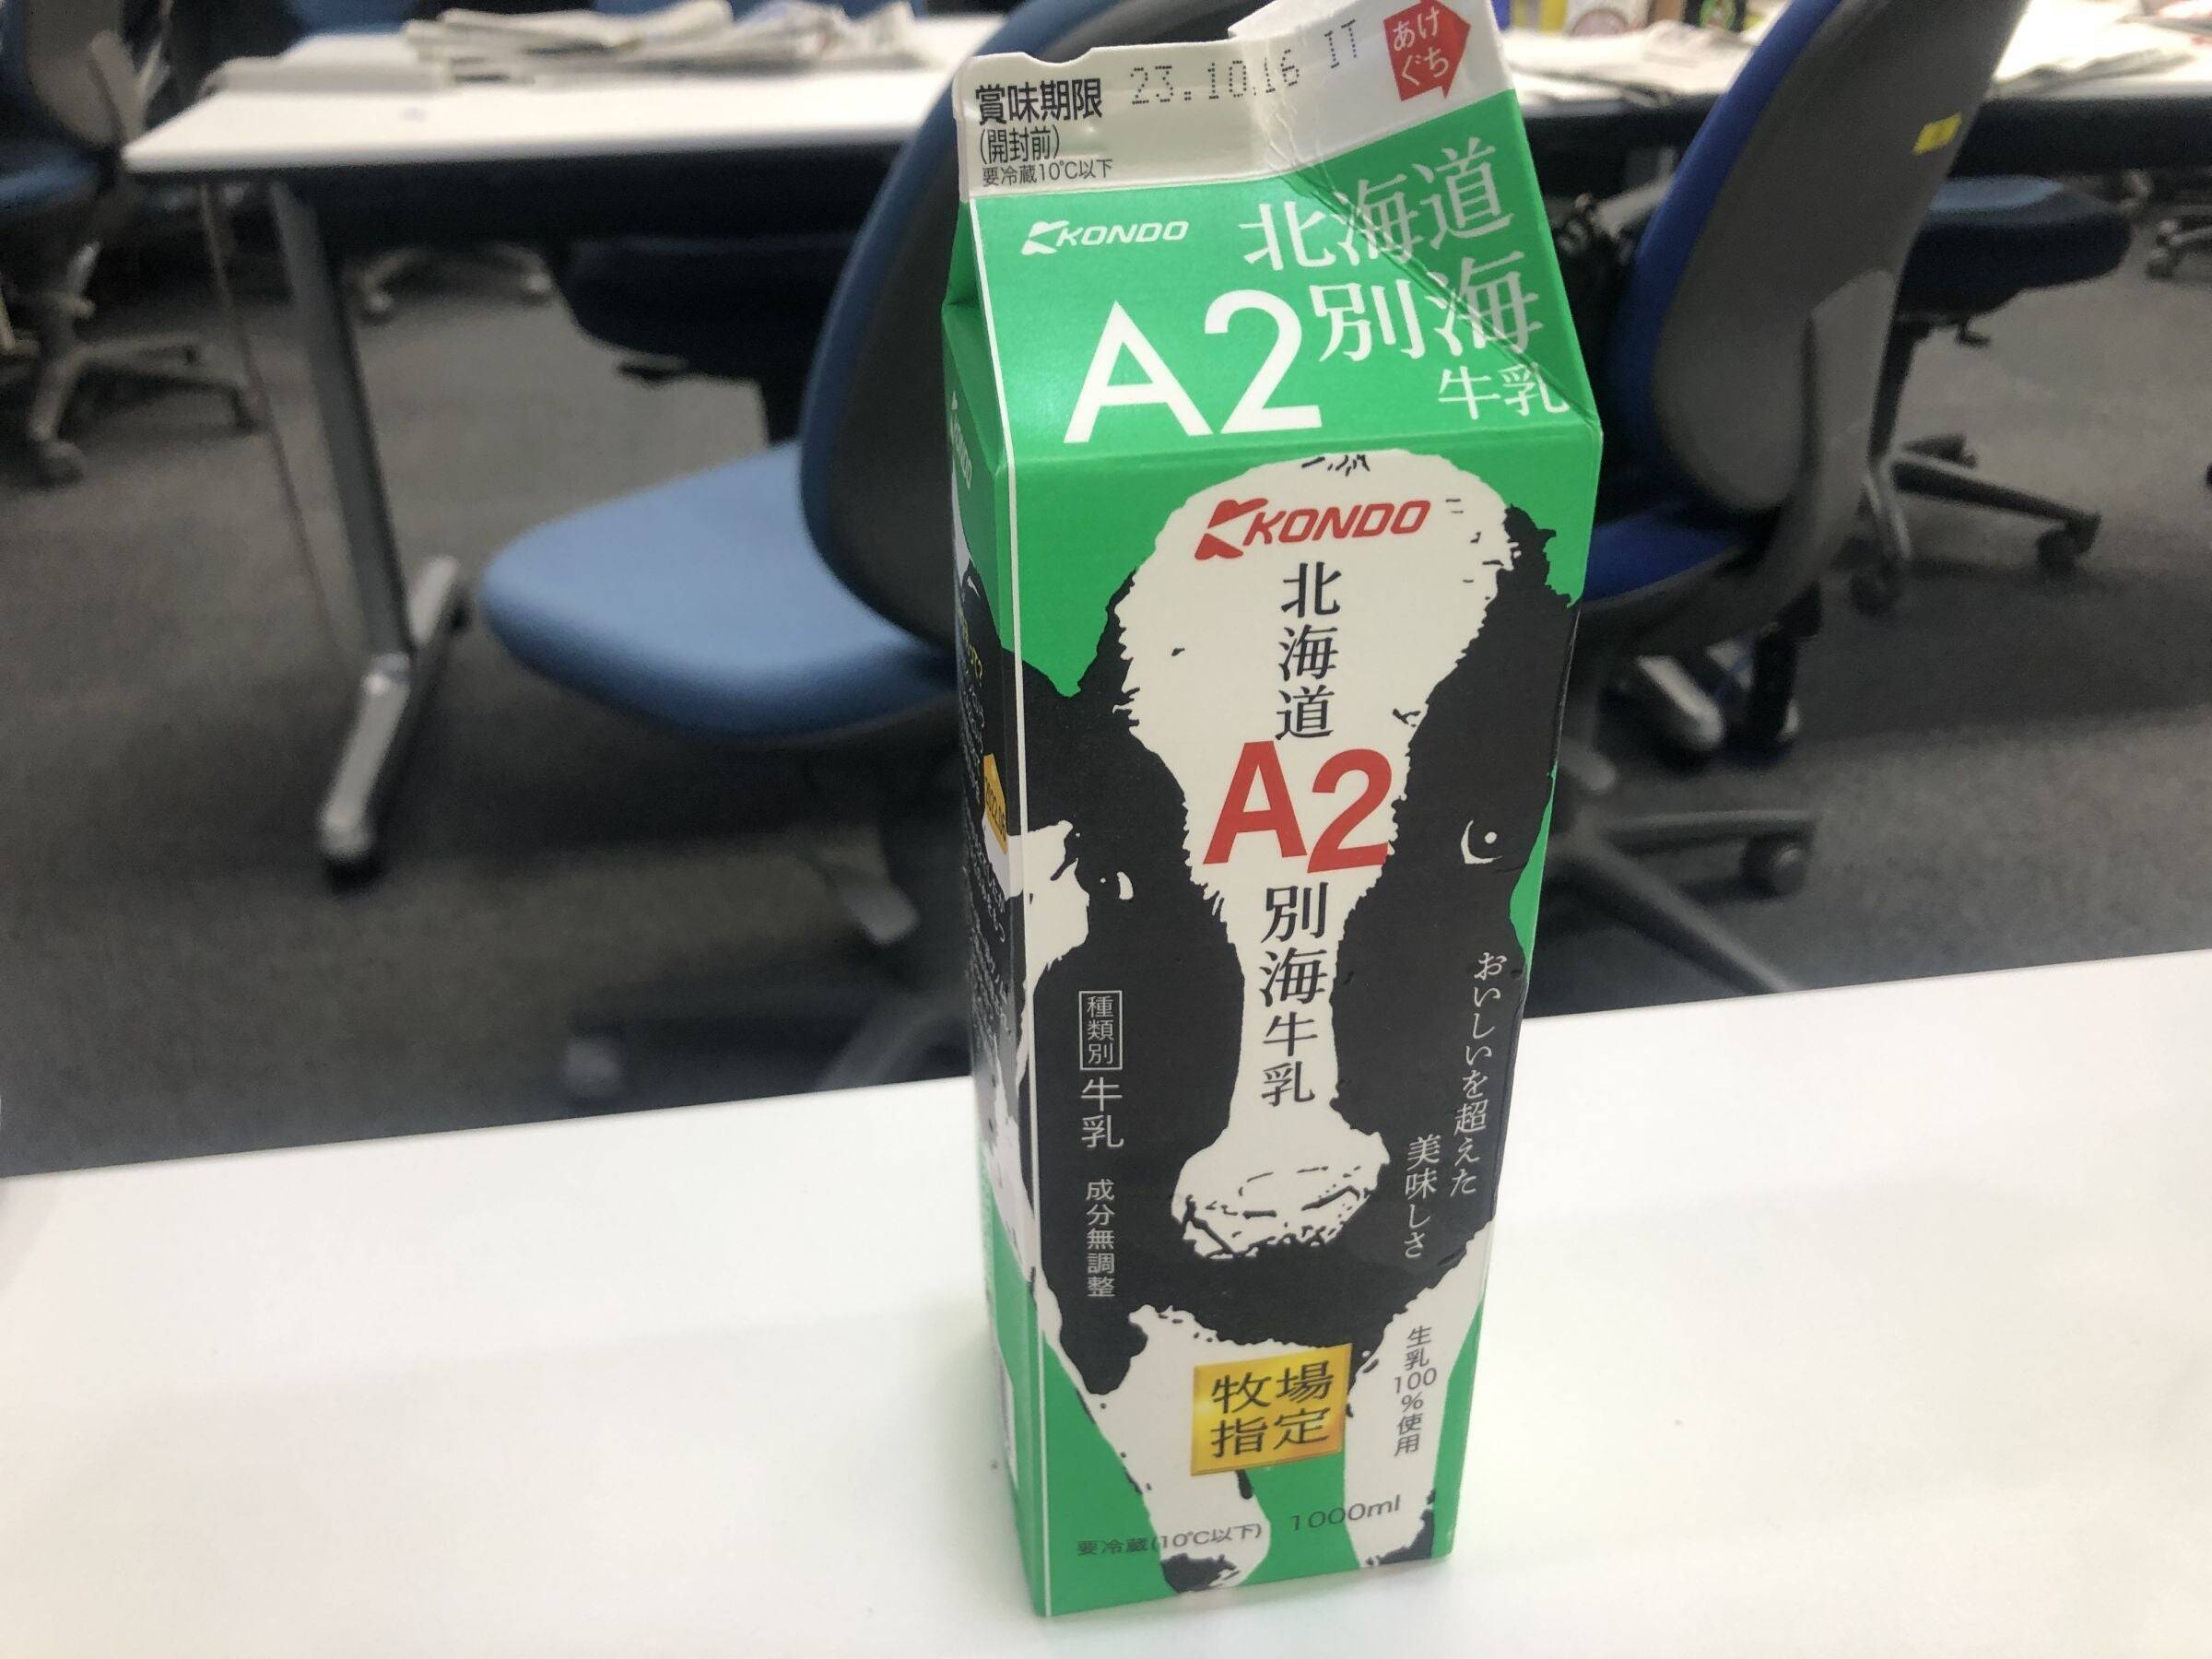 賞味期限 23.10.16 IT
(開封前)
要冷蔵10℃以下
あけ
ぐち
KONDO
北海道
A2別海
牛乳
KONDO
北海道
A2
別海牛乳
おいしいを超えた
美味しさ
種類別 牛乳 成分無調整
牧場
指定
生乳100%使用
要冷蔵(10℃以下) 1000ml
KONDO